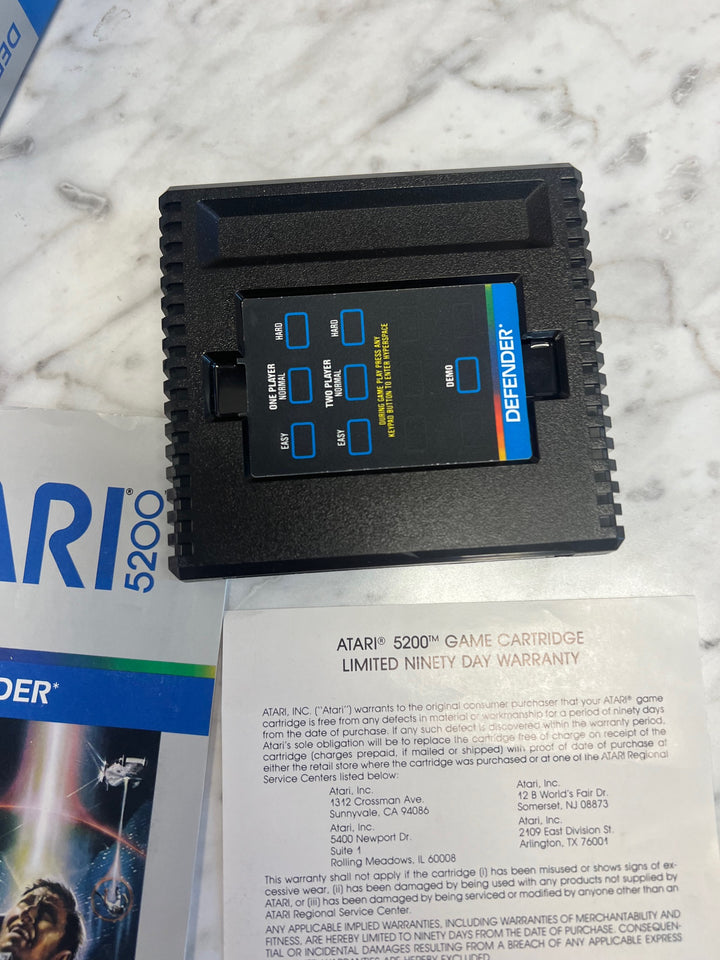 DEF
ONE PLAYER
EASY NORMAL HARD
TWO PLAYER
EASY NORMAL HARD
DURING GAME PLAY PRESS ANY
KEYPAD BUTTON TO ENTER HYPERSPACE
DEMO
DEFENDER*
ARI®
5200
DER*
ATARI® 5200™ GAME CARTRIDGE
LIMITED NINETY DAY WARRANTY
ATARI, INC. ("Atari") warrants to the original consumer purchaser that your ATARI® game
cartridge is free from any defects in material or workmanship for a period of ninety days
from the date of purchase. If any such defect is discovered within the warranty period,
Atari's sole obligation will be to replace the cartridge free of charge on receipt of the
cartridge (charges prepaid, if mailed or shipped) with proof of date of purchase at
either the retail store where the cartridge was purchased or at one of the ATARI Regional
Service Centers listed below:
Atari, Inc.
1312 Crossman Ave.
Sunnyvale, CA 94086
Atari, Inc.
5400 Newport Dr.
Suite 1
Rolling Meadows, IL 60008
Atari, Inc.
12 B World's Fair Dr.
Somerset, NJ 08873
Atari, Inc.
2109 East Division St.
Arlington, TX 76001
This warranty shall not apply if the cartridge (i) has been misused or shows signs of ex-
cessive wear, (ii) has been damaged by being used with any products not supplied by
ATARI, or (iii) has been damaged by being serviced or modified by anyone other than an
ATARI Regional Service Center.
ANY APPLICABLE IMPLIED WARRANTIES, INCLUDING WARRANTIES OF MERCHANTABILITY AND
FITNESS, ARE HEREBY LIMITED TO NINETY DAYS FROM THE DATE OF PURCHASE. CONSEQUEN-
TIAL OR INCIDENTAL DAMAGES RESULTING FROM A BREACH OF ANY APPLICABLE EXPRESS
WARRANTIES ARE HEREBY EXCLUDED